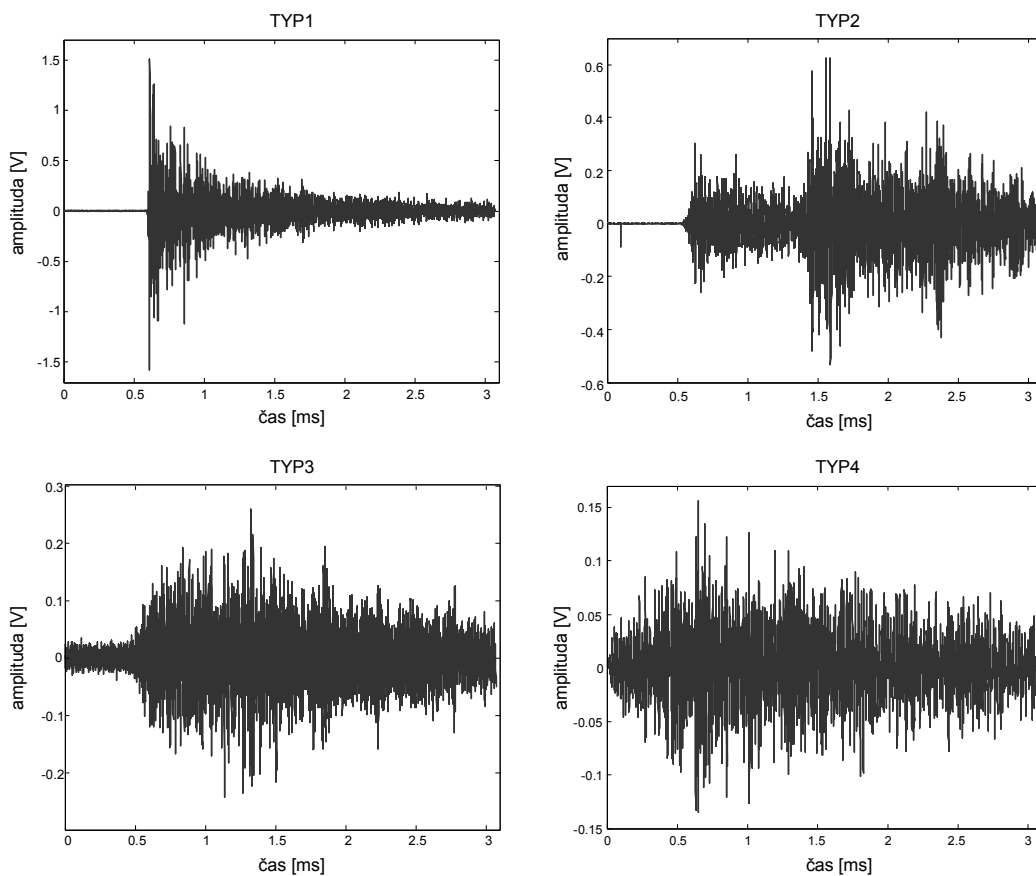 TYP1
1.5
1
0.5
0
-0.5
-1
-1.5
amplituda [V]
0 0.5 1 1.5 2 2.5 3
čas [ms]
TYP2
0.6
0.4
0.2
0
-0.2
-0.4
-0.6
amplituda [V]
0 0.5 1 1.5 2 2.5 3
čas [ms]
TYP3
0.3
0.2
0.1
0
-0.1
-0.2
amplituda [V]
0 0.5 1 1.5 2 2.5 3
čas [ms]
TYP4
0.15
0.1
0.05
0
-0.05
-0.1
-0.15
amplituda [V]
0 0.5 1 1.5 2 2.5 3
čas [ms]